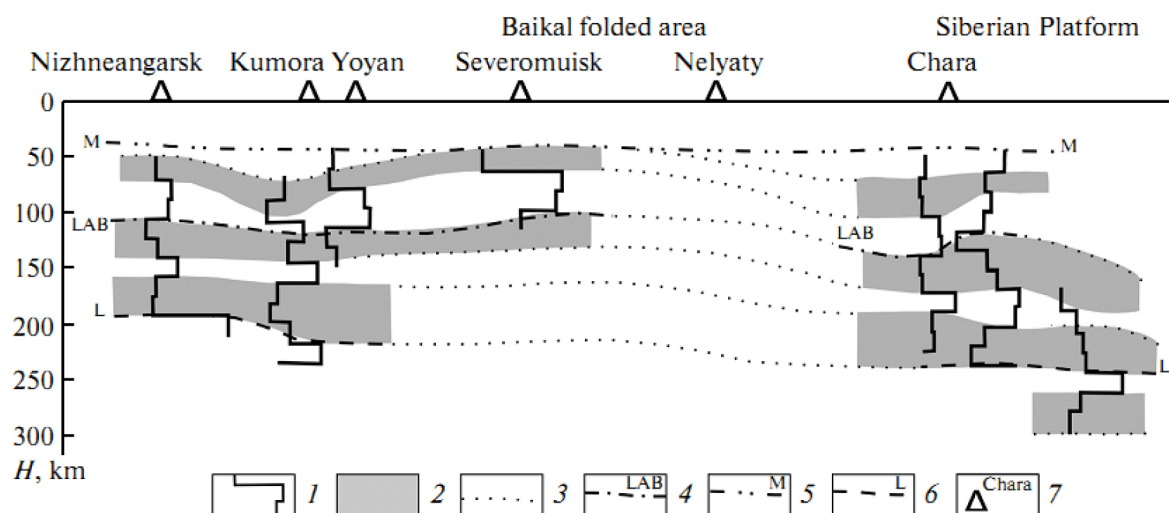 Baikal folded area Siberian Platform
Nizhneangarsk Kumora Yoyan Severomuisk Nelyaty Chara
0
M
50
M
100
LAB
LAB
150
L
200
250
L
300
H, km
1 2 3 LAB 4 M 5 L 6 Chara 7